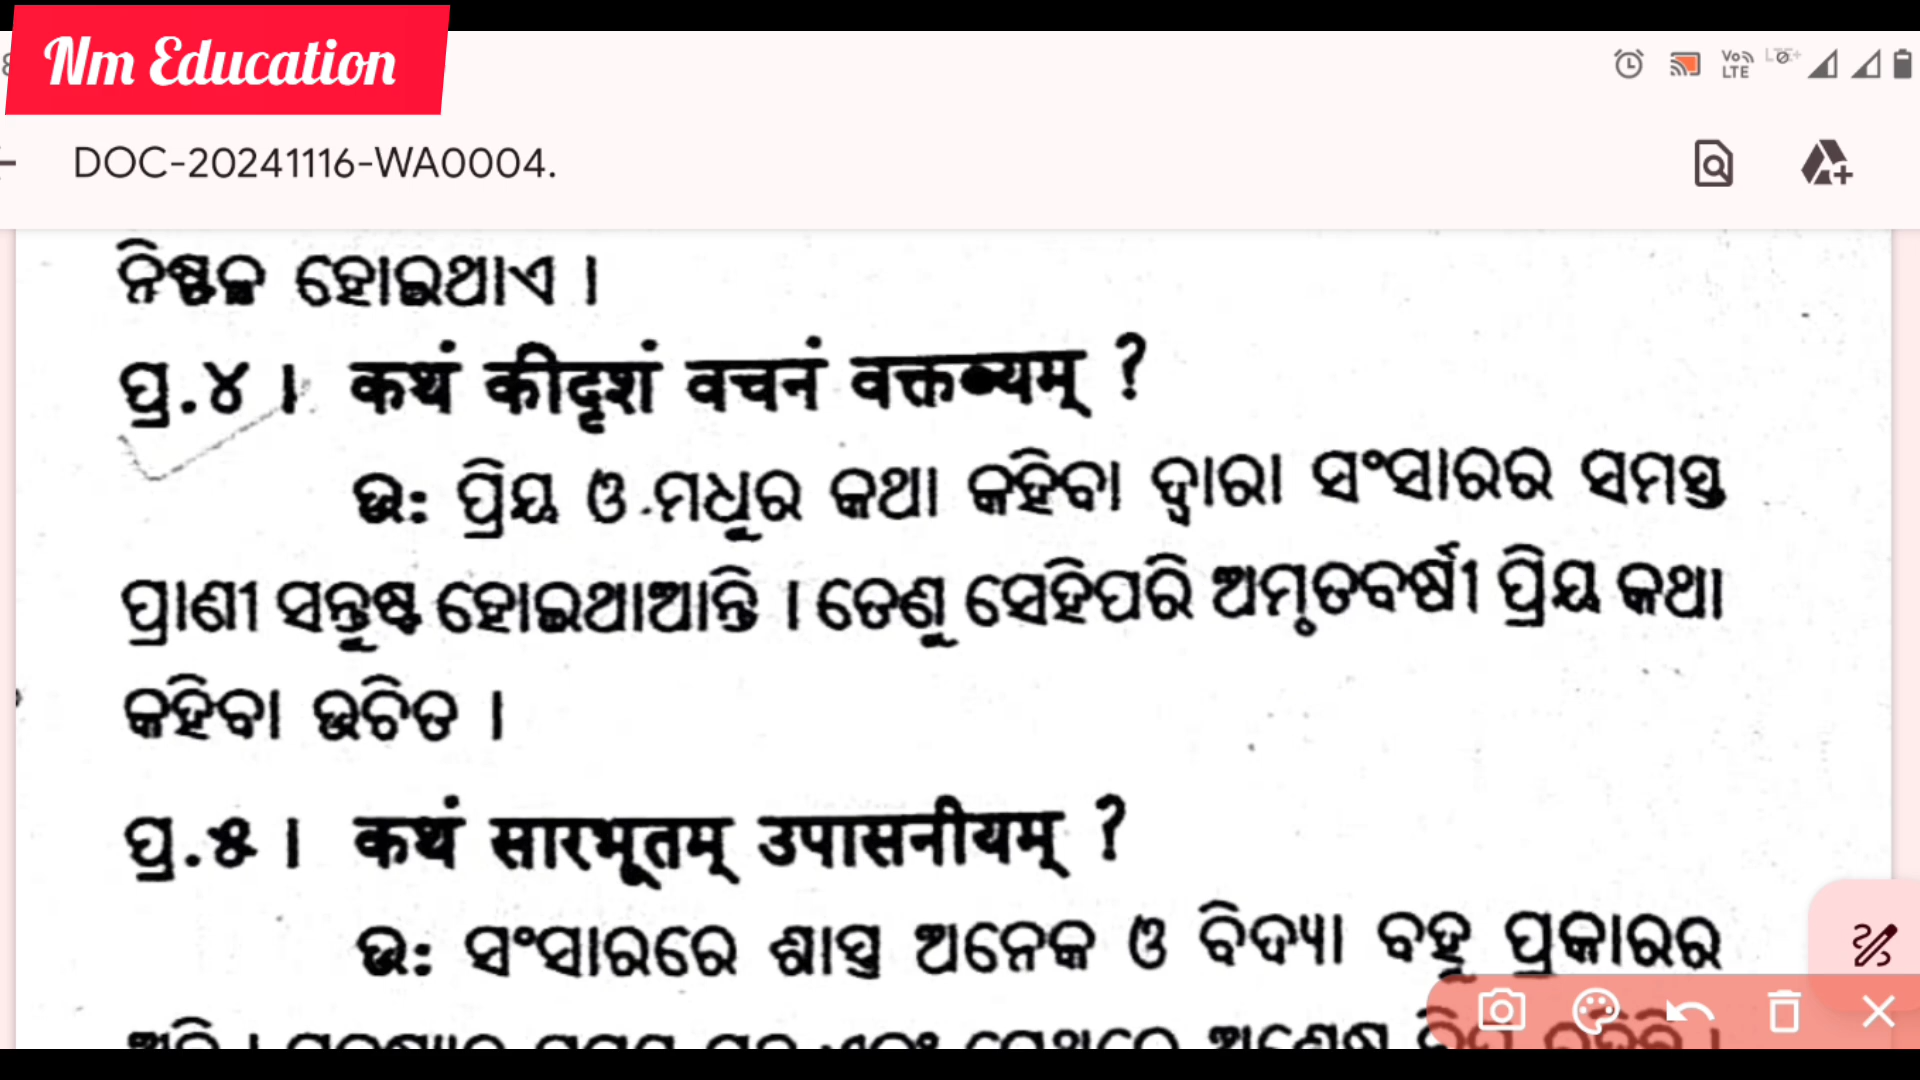 Nm Education
Vo LTE
DOC-20241116-WA0004.
ନିଷ୍ଫଳ ହୋଇଥାଏ ।
ପ୍ର.୪ । कथं कीदृशं वचनं वक्तव्यम् ?
ଉ: ପ୍ରିୟ ଓ ମଧୁର କଥା କହିବା ଦ୍ୱାରା ସଂସାରର ସମସ୍ତ
ପ୍ରାଣୀ ସନ୍ତୁଷ୍ଟ ହୋଇଥାଆନ୍ତି । ତେଣୁ ସେହିପରି ଅମୃତବର୍ଷୀ ପ୍ରିୟ କଥା
କହିବା ଉଚିତ ।
ପ୍ର.୫ । कथं सारभूतम् उपासनीयम् ?
ଉ: ସଂସାରରେ ଶାସ୍ତ୍ର ଅନେକ ଓ ବିଦ୍ୟା ବହୁ ପ୍ରକାରର